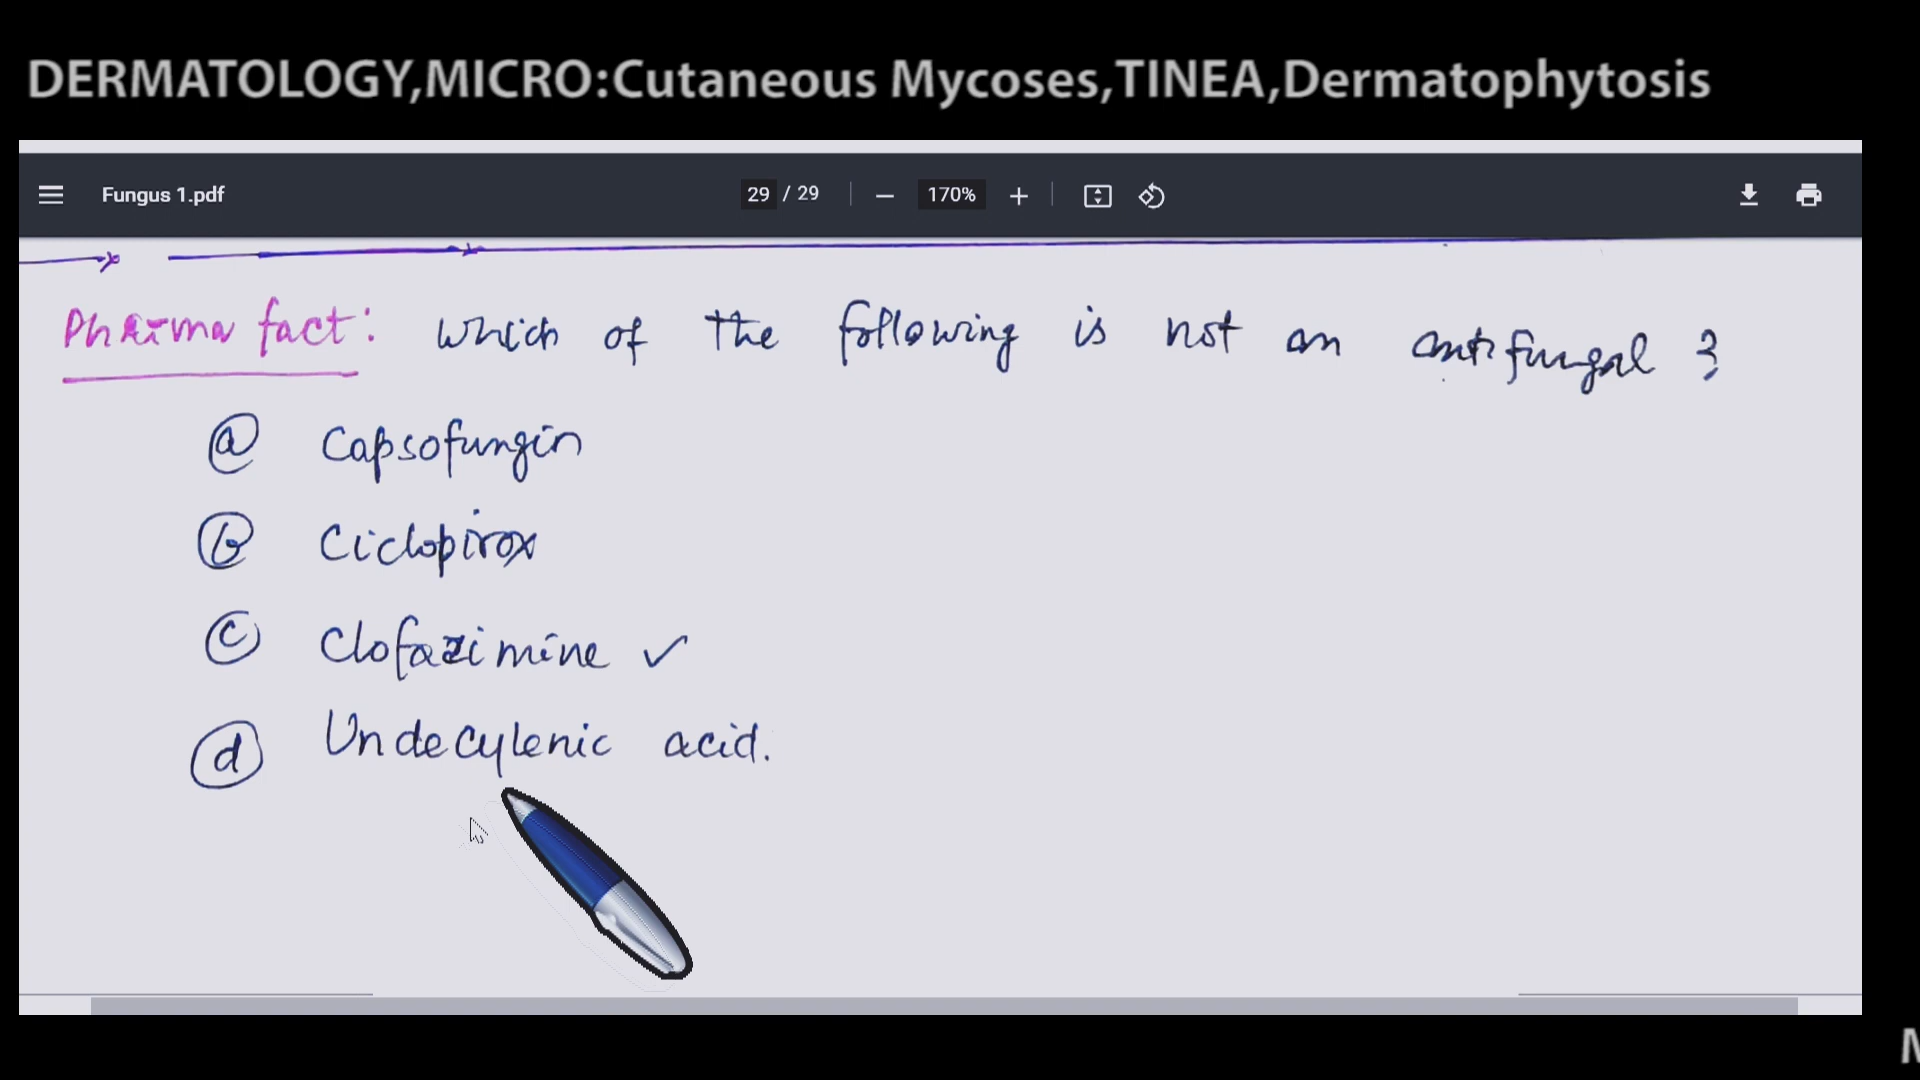 DERMATOLOGY,MICRO:Cutaneous Mycoses,TINEA,Dermatophytosis
Fungus 1.pdf 29 / 29 170%
Pharma fact: Which of the following is not an antifungal ?
a Capsofungin
b Ciclopirox
c Clofazimine ✓
d Undecylenic acid.
M